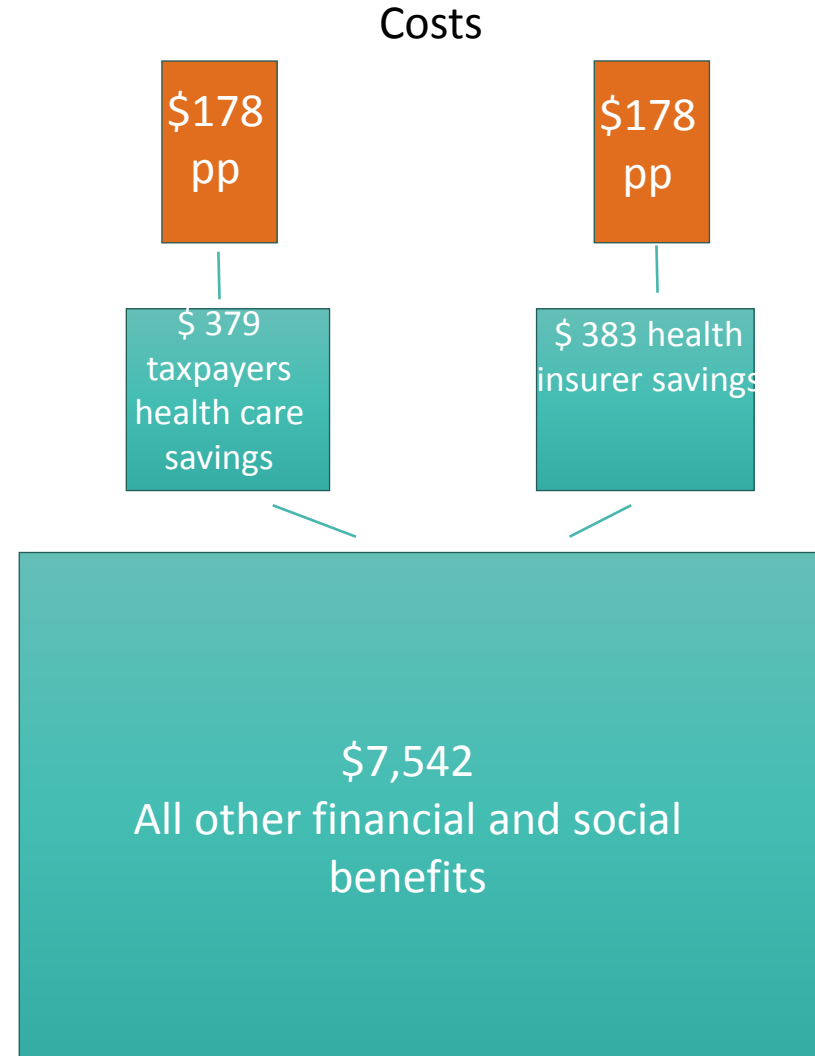 Costs
$178
pp
$178
pp
$ 379
taxpayers
health care
savings
$ 383 health
insurer savings
$7,542
All other financial and social
benefits